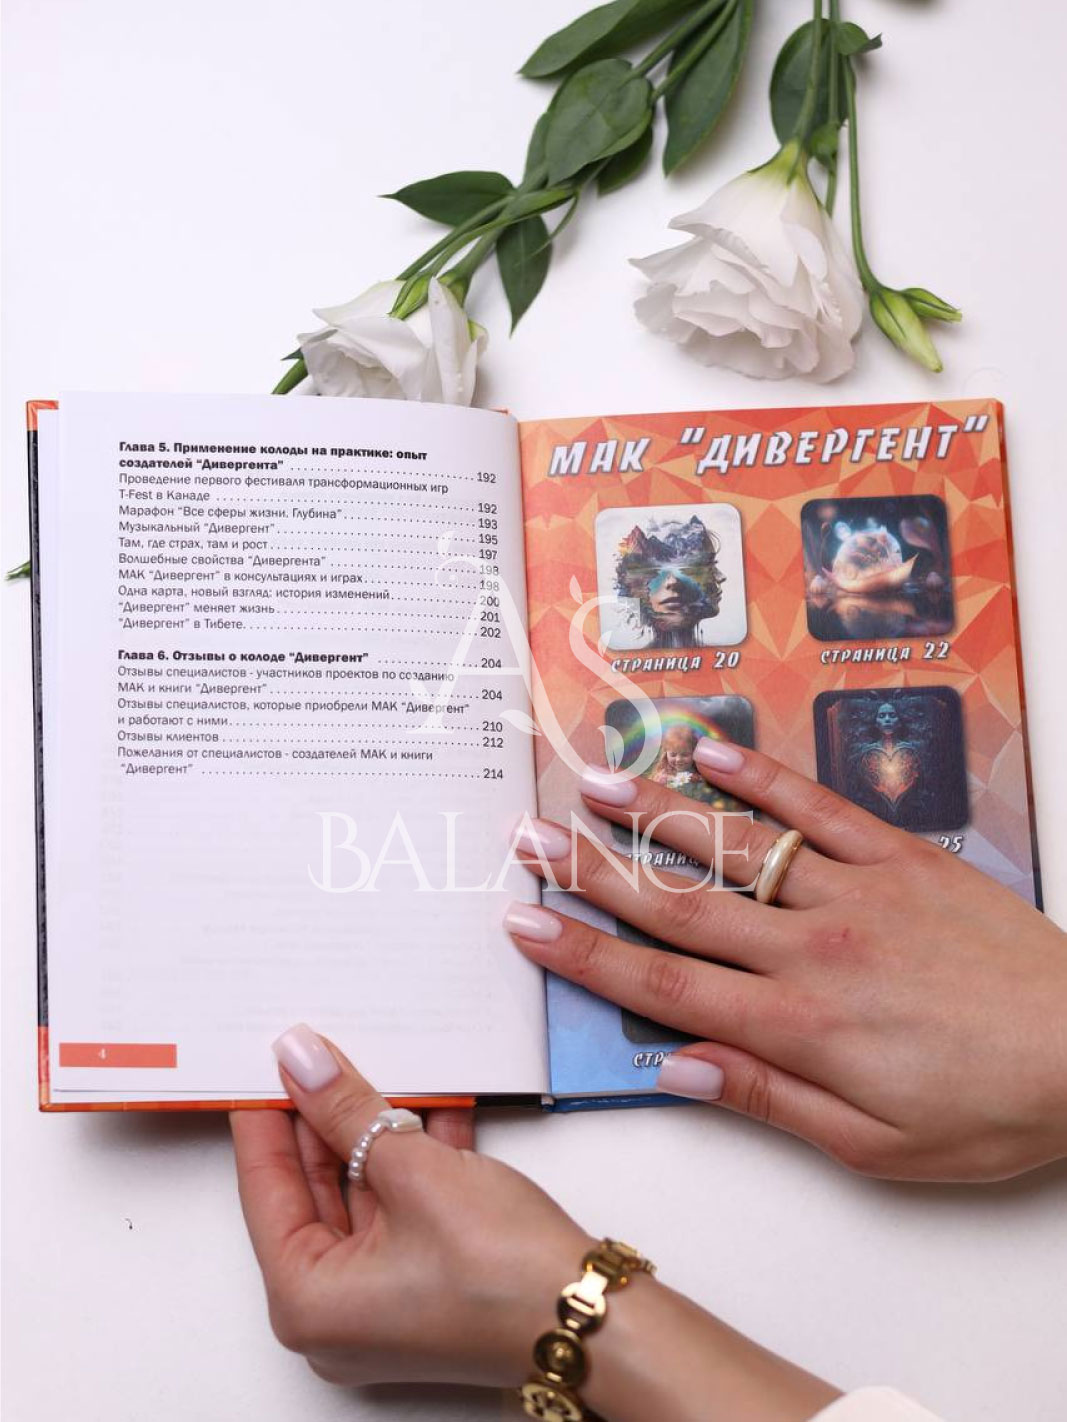 Глава 5. Применение колоды на практике: опыт
создателей "Дивергента" 192
Проведение первого фестиваля трансформационных игр
T-Fest в Канаде 192
Марафон "Все сферы жизни. Глубина" 193
Музыкальный "Дивергент" 195
Там, где страх, там и рост 197
Волшебные свойства "Дивергента" 198
МАК "Дивергент" в консультациях и играх 198
Одна карта, новый взгляд: история изменений 200
"Дивергент" меняет жизнь 201
"Дивергент" в Тибете. 202
Глава 6. Отзывы о колоде "Дивергент" 204
Отзывы специалистов - участников проектов по созданию
МАК и книги "Дивергент" 204
Отзывы специалистов, которые приобрели МАК "Дивергент"
и работают с ними 210
Отзывы клиентов 212
Пожелания от специалистов - создателей МАК и книги
"Дивергент" 214
4
МАК "ДИВЕРГЕНТ"
СТРАНИЦА 20
СТРАНИЦА 22
AS
BALANCE